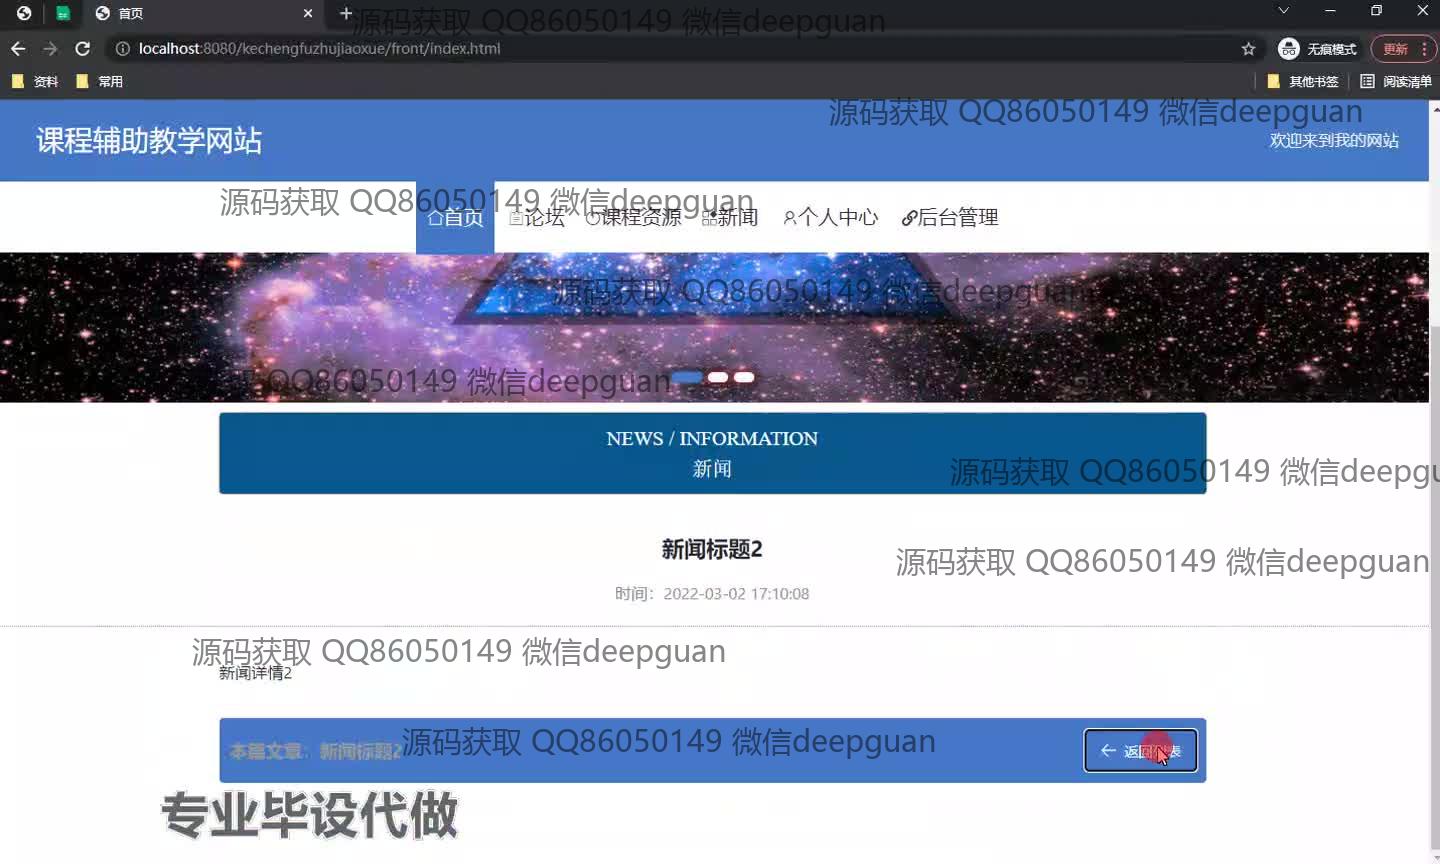 首页
源码获取 QQ86050149 微信deepguan
localhost:8080/kechengfuzhujiaoxue/front/index.html
无痕模式
更新
资料
常用
其他书签
阅读清单
源码获取 QQ86050149 微信deepguan
课程辅助教学网站
欢迎来到我的网站
源码获取 QQ86050149 微信deepguan
首页
论坛
课程资源
新闻
个人中心
后台管理
源码获取 QQ86050149 微信deepguan
QQ86050149 微信deepguan
NEWS / INFORMATION
新闻
源码获取 QQ86050149 微信deepgu
新闻标题2
源码获取 QQ86050149 微信deepguan
时间：2022-03-02 17:10:08
源码获取 QQ86050149 微信deepguan
新闻详情2
本篇文章：新闻标题2
源码获取 QQ86050149 微信deepguan
返回列表
专业毕设代做